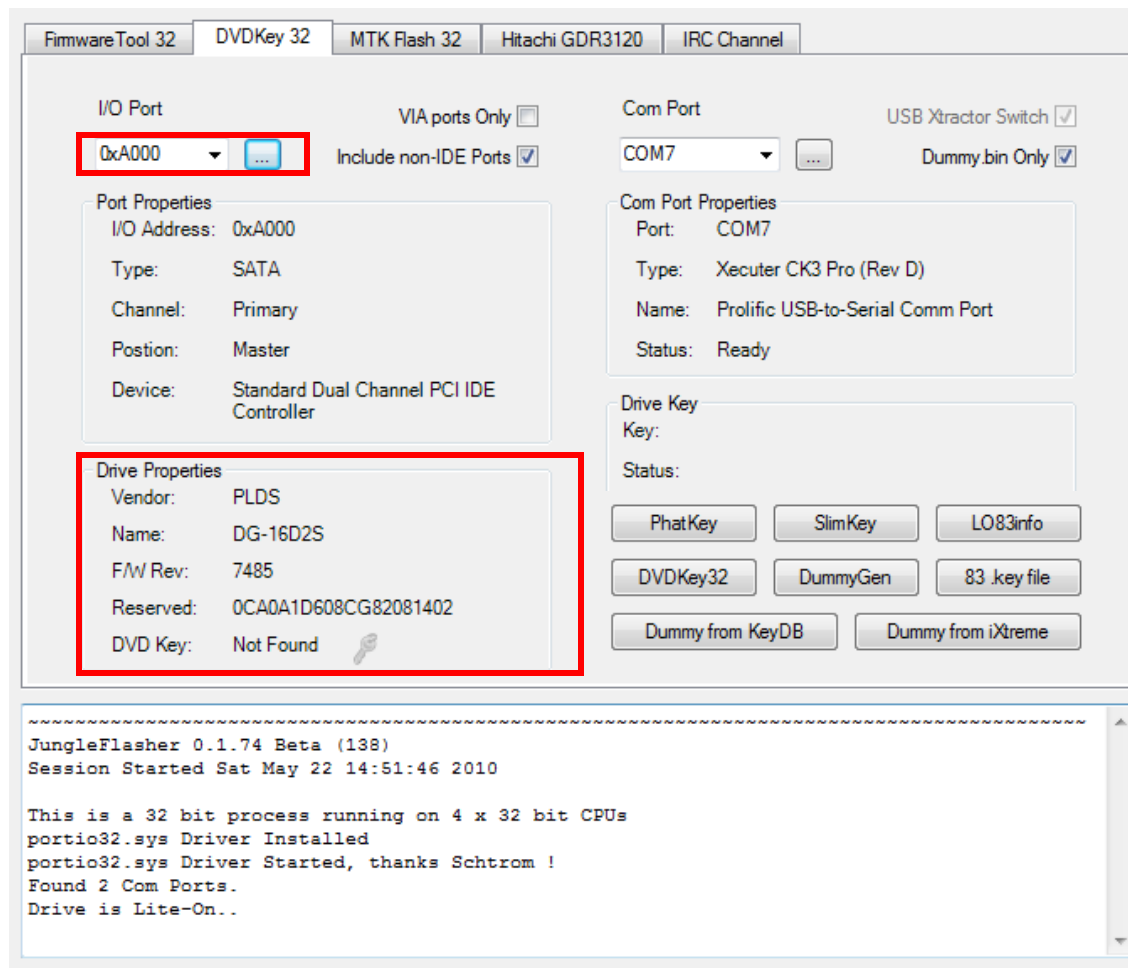 FirmwareTool 32
DVDKey 32
MTK Flash 32
Hitachi GDR3120
IRC Channel
I/O Port
VIA ports Only
0xA000
...
Include non-IDE Ports
Port Properties
I/O Address: 0xA000
Type: SATA
Channel: Primary
Postion: Master
Device: Standard Dual Channel PCI IDE
Controller
Drive Properties
Vendor: PLDS
Name: DG-16D2S
F/W Rev: 7485
Reserved: 0CA0A1D608CG82081402
DVD Key: Not Found
Com Port
USB Xtractor Switch
COM7
...
Dummy.bin Only
Com Port Properties
Port: COM7
Type: Xecuter CK3 Pro (Rev D)
Name: Prolific USB-to-Serial Comm Port
Status: Ready
Drive Key
Key:
Status:
PhatKey
SlimKey
LO83info
DVDKey32
DummyGen
83 .key file
Dummy from KeyDB
Dummy from iXtreme
~~~~~~~~~~~~~~~~~~~~~~~~~~~~~~~~~~~~~~~~~~~~~~~~~~~~~~~~~~~~~~~~~~~~~~~~~~~~~~~~~~~~~~~~~~
JungleFlasher 0.1.74 Beta (138)
Session Started Sat May 22 14:51:46 2010
This is a 32 bit process running on 4 x 32 bit CPUs
portio32.sys Driver Installed
portio32.sys Driver Started, thanks Schtrom !
Found 2 Com Ports.
Drive is Lite-On..